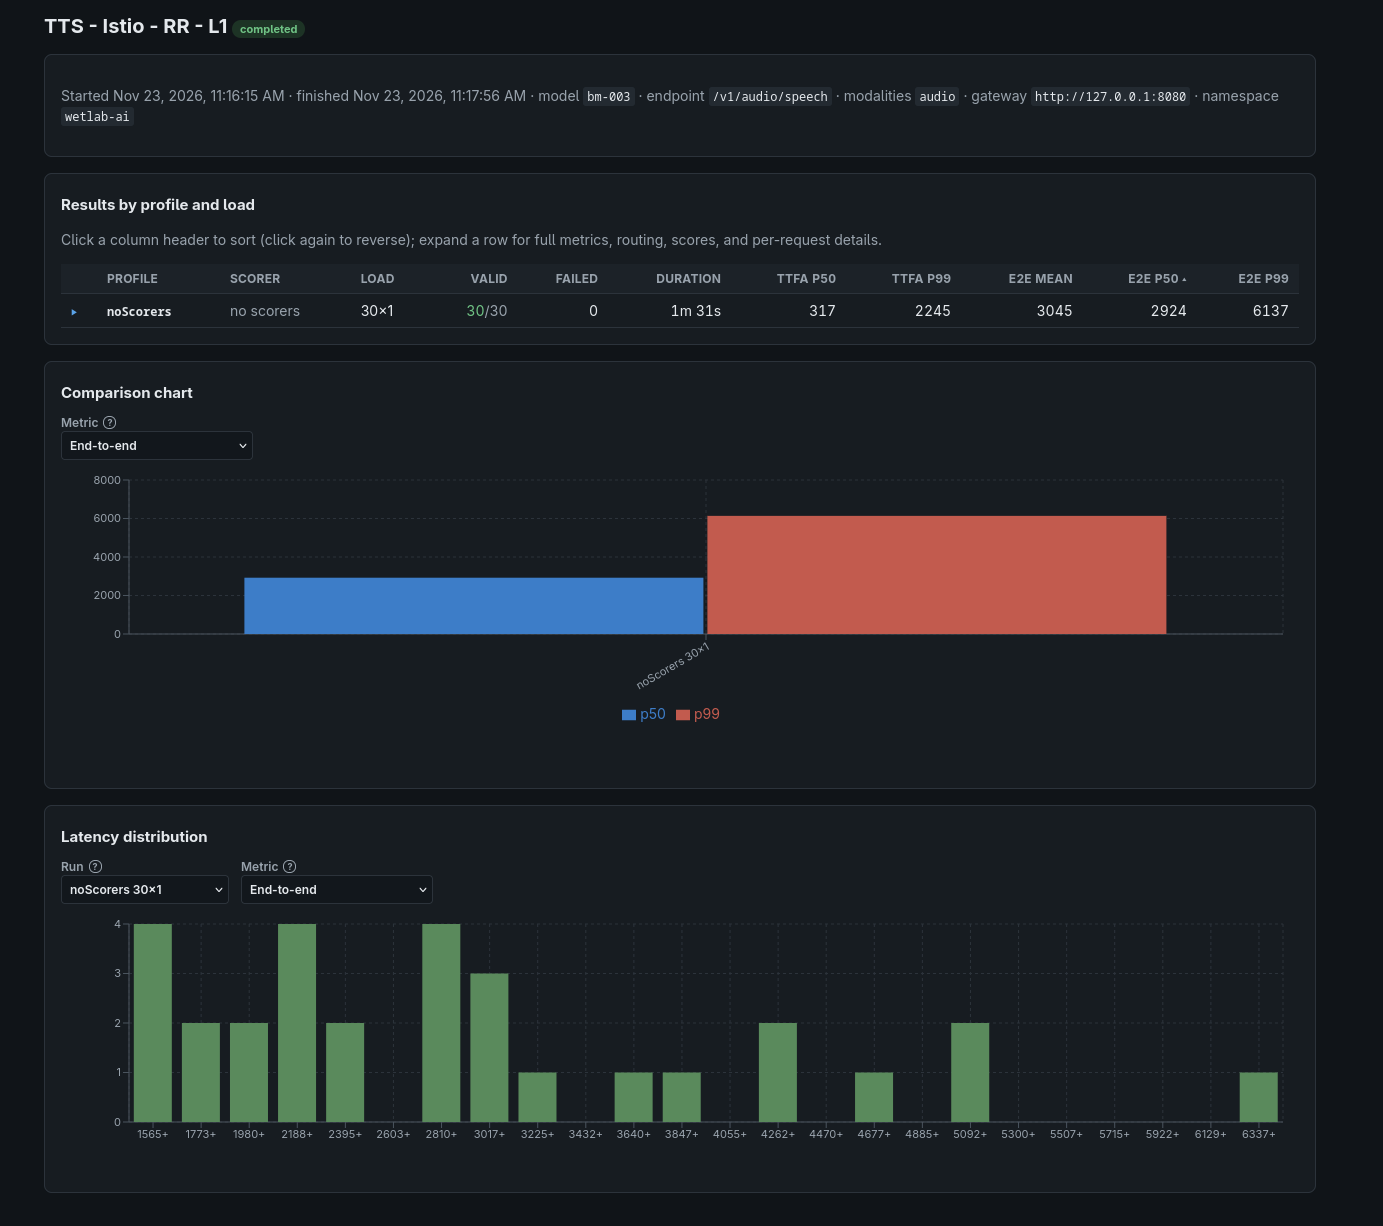 TTS - Istio - RR - L1 completed
Started Nov 23, 2026, 11:16:15 AM · finished Nov 23, 2026, 11:17:56 AM · model bm-003 · endpoint /v1/audio/speech · modalities audio · gateway http://127.0.0.1:8080 · namespace
wetlab-ai
Results by profile and load
Click a column header to sort (click again to reverse); expand a row for full metrics, routing, scores, and per-request details.
PROFILE SCORER LOAD VALID FAILED DURATION TTFA P50 TTFA P99 E2E MEAN E2E P50 ▲ E2E P99
▶ noScorers no scorers 30×1 30/30 0 1m 31s 317 2245 3045 2924 6137
Comparison chart
Metric ?
End-to-end
8000
6000
4000
2000
0
noScorers 30×1
p50 p99
Latency distribution
Run ? Metric ?
noScorers 30×1 End-to-end
4
3
2
1
0
1565+ 1773+ 1980+ 2188+ 2395+ 2603+ 2810+ 3017+ 3225+ 3432+ 3640+ 3847+ 4055+ 4262+ 4470+ 4677+ 4885+ 5092+ 5300+ 5507+ 5715+ 5922+ 6129+ 6337+